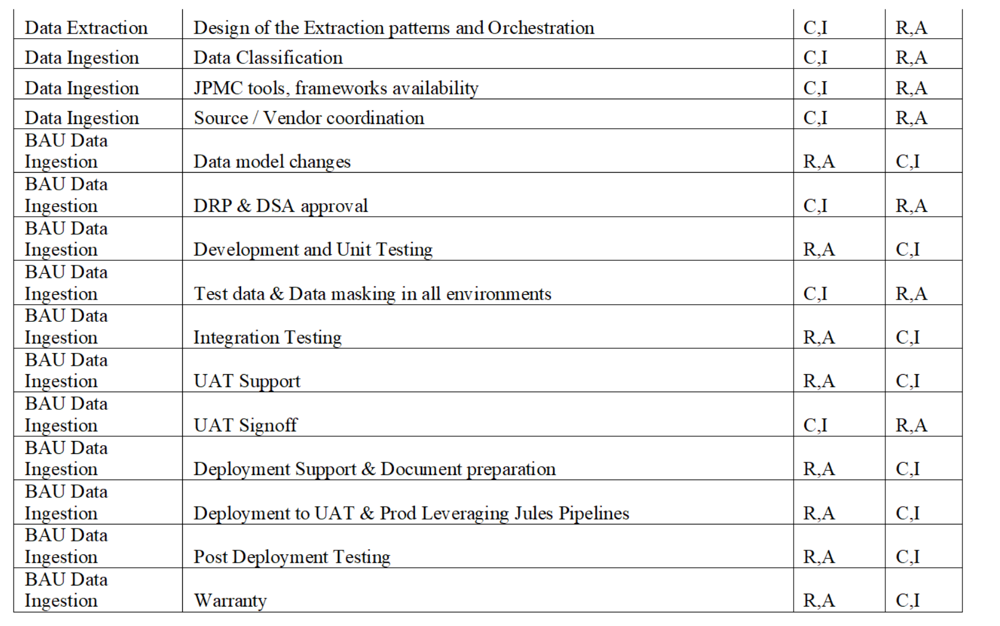 Data Extraction Design of the Extraction patterns and Orchestration C,I R,A
Data Ingestion Data Classification C,I R,A
Data Ingestion JPMC tools, frameworks availability C,I R,A
Data Ingestion Source / Vendor coordination C,I R,A
BAU Data
Ingestion Data model changes R,A C,I
BAU Data
Ingestion DRP & DSA approval C,I R,A
BAU Data
Ingestion Development and Unit Testing R,A C,I
BAU Data
Ingestion Test data & Data masking in all environments C,I R,A
BAU Data
Ingestion Integration Testing R,A C,I
BAU Data
Ingestion UAT Support R,A C,I
BAU Data
Ingestion UAT Signoff C,I R,A
BAU Data
Ingestion Deployment Support & Document preparation R,A C,I
BAU Data
Ingestion Deployment to UAT & Prod Leveraging Jules Pipelines R,A C,I
BAU Data
Ingestion Post Deployment Testing R,A C,I
BAU Data
Ingestion Warranty R,A C,I